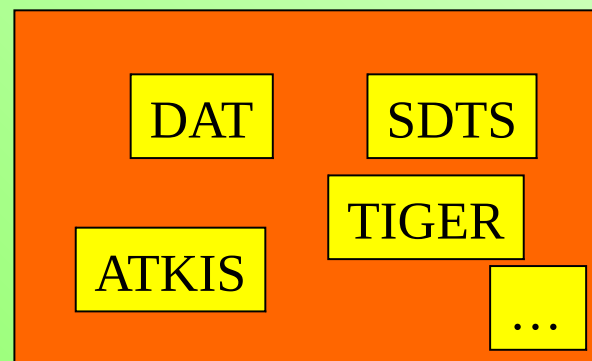 DAT
SDTS
TIGER
ATKIS
…